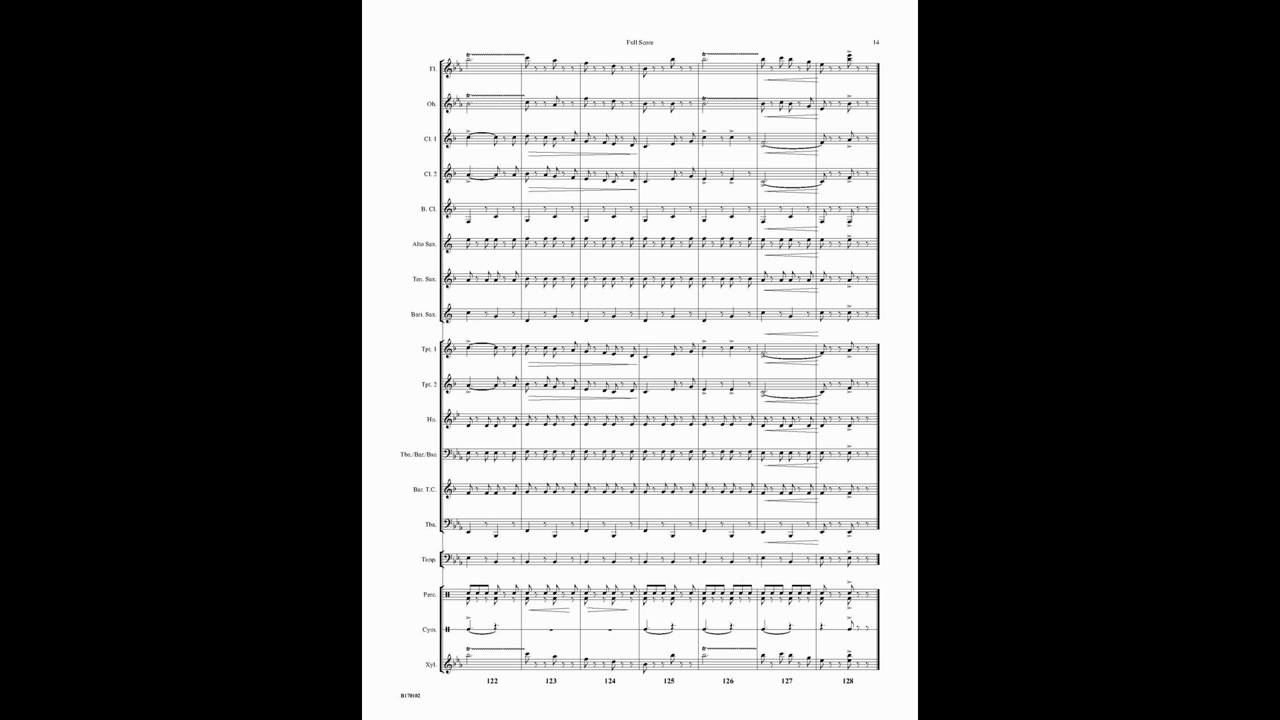 Full Score 14
Fl.
Ob.
Cl. 1
Cl. 2
B. Cl.
Alto Sax.
Ten. Sax.
Bari. Sax.
Tpt. 1
Tpt. 2
Hn.
Tbn./Bar./Bsn
Bar. T.C.
Tba.
Timp.
Perc.
Cym.
Xyl.
122 123 124 125 126 127 128
B170102